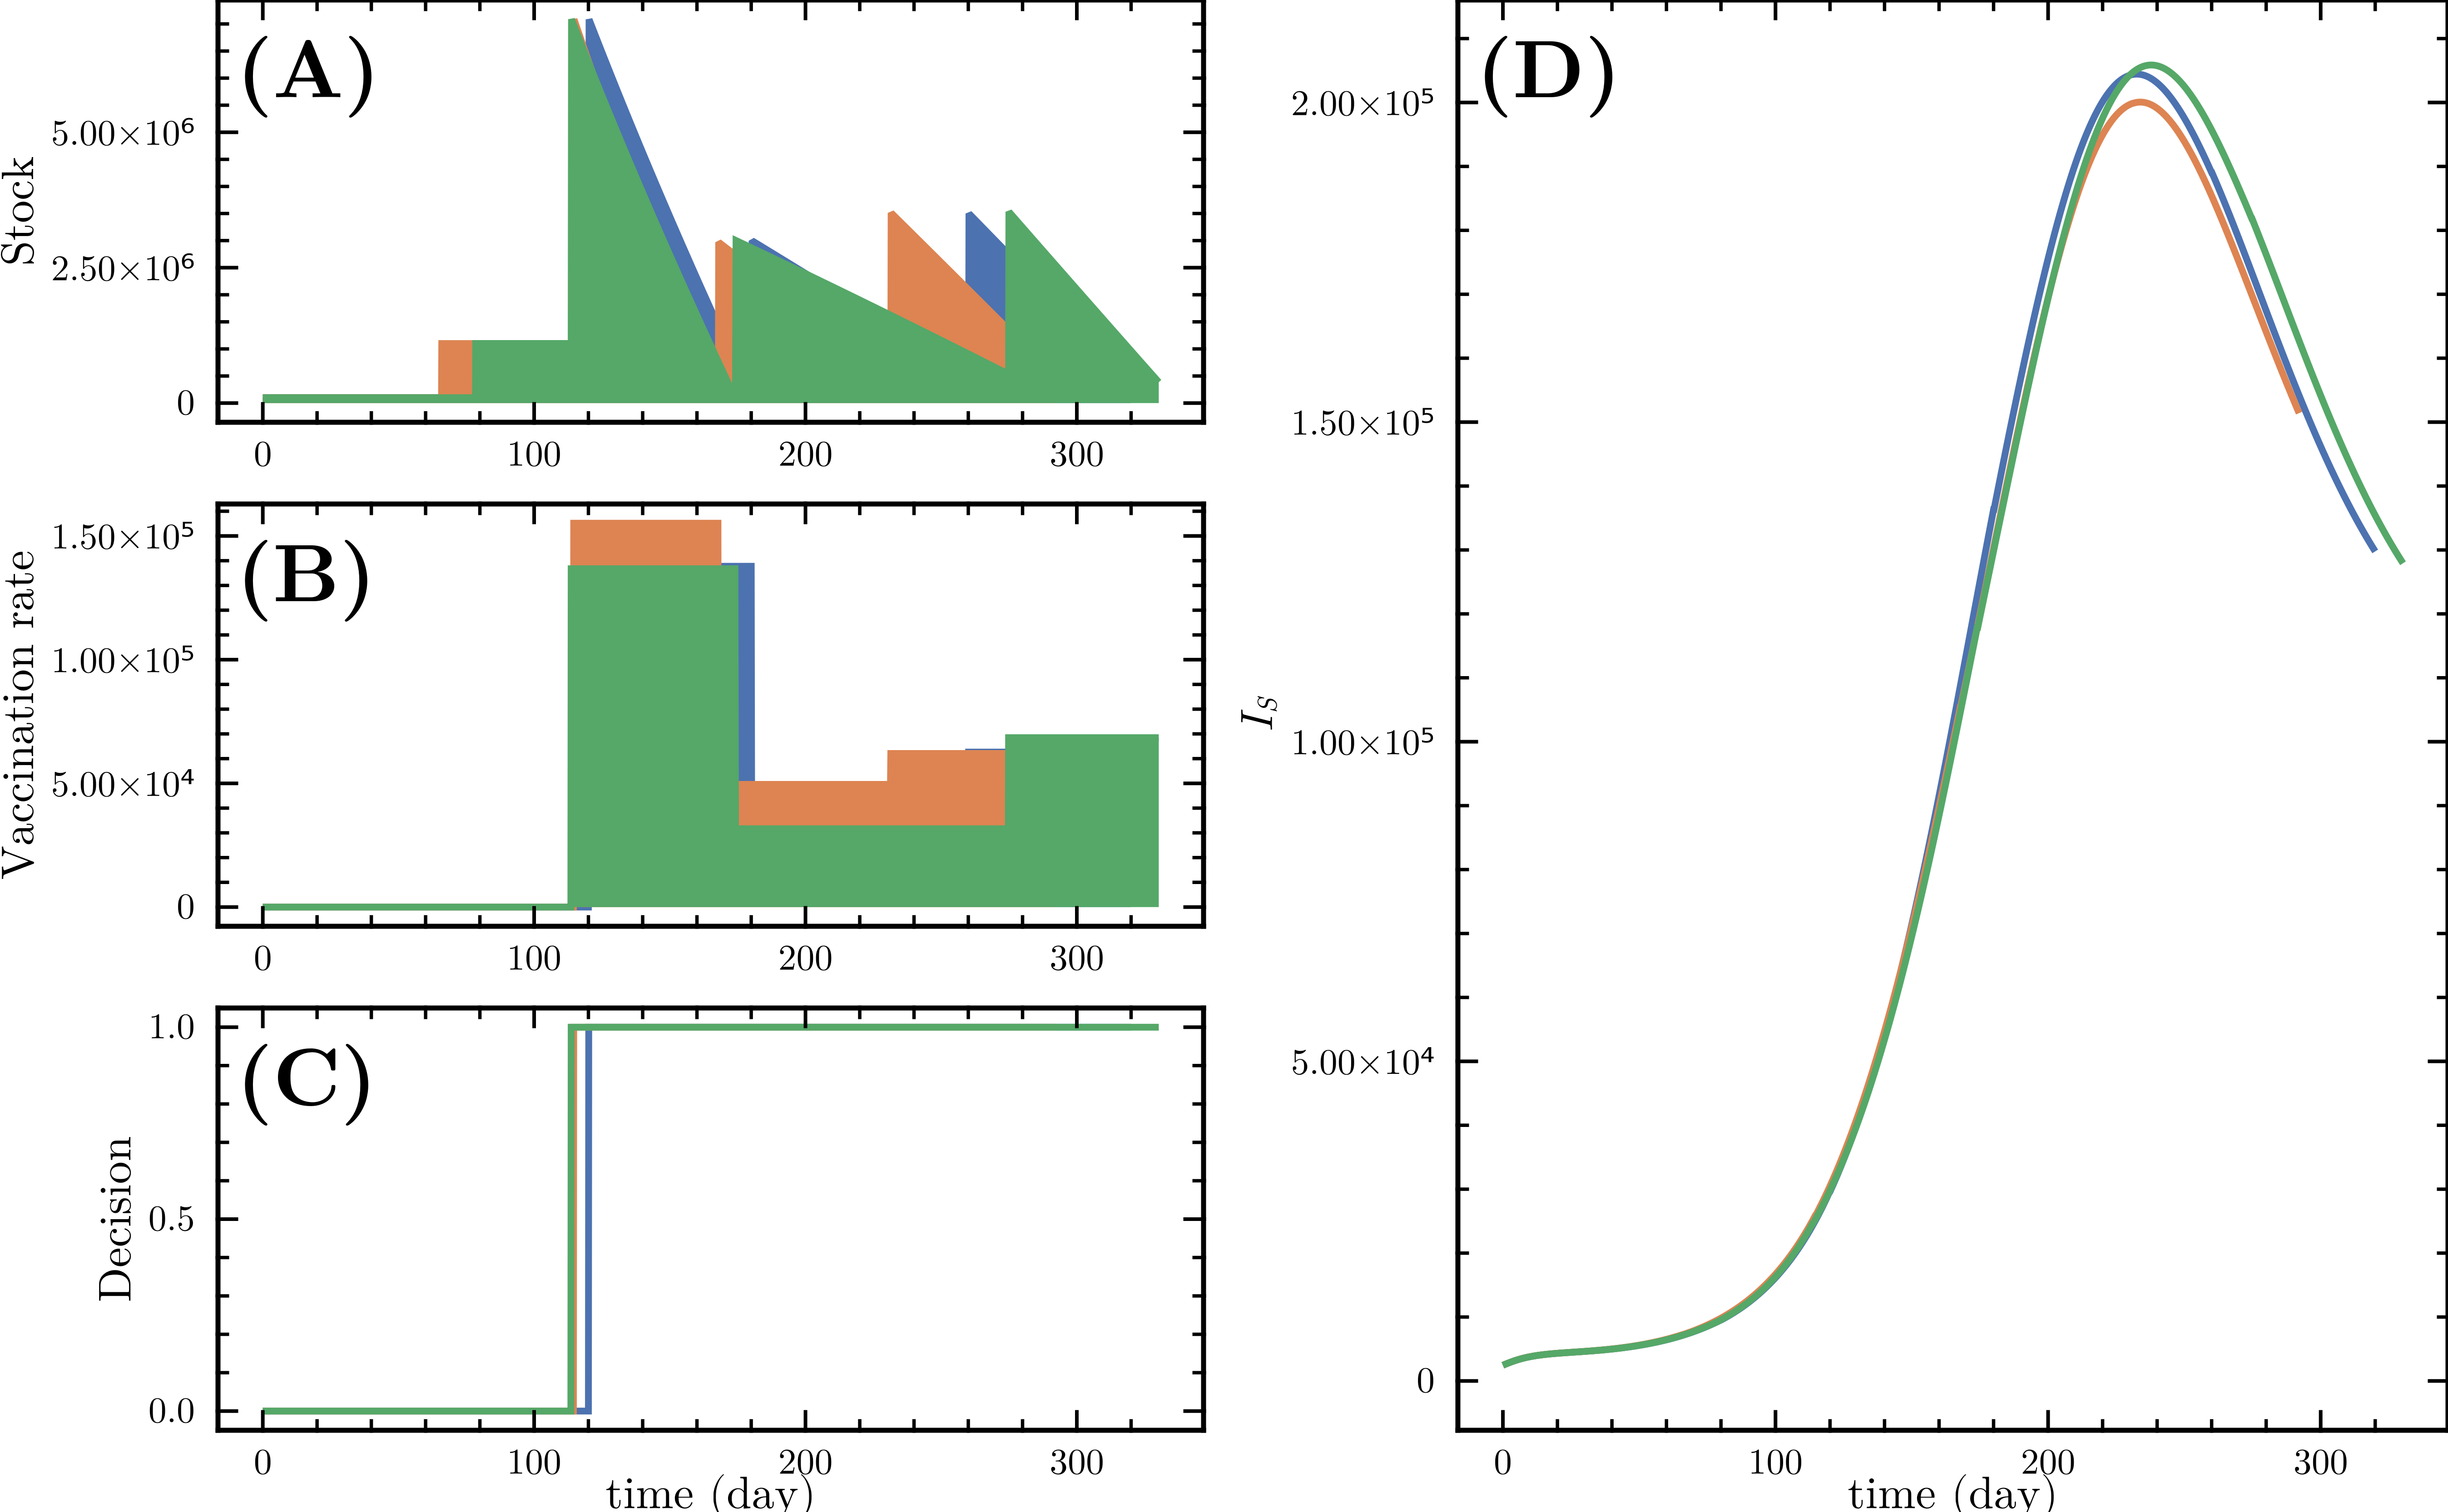 (A)
Stock
5.00×10⁶
2.50×10⁶
0
0 100 200 300
(B)
Vaccination rate
1.50×10⁵
1.00×10⁵
5.00×10⁴
0
0 100 200 300
(C)
Decision
1.0
0.5
0.0
0 100 200 300
time (day)
(D)
I_S
2.00×10⁵
1.50×10⁵
1.00×10⁵
5.00×10⁴
0
0 100 200 300
time (day)